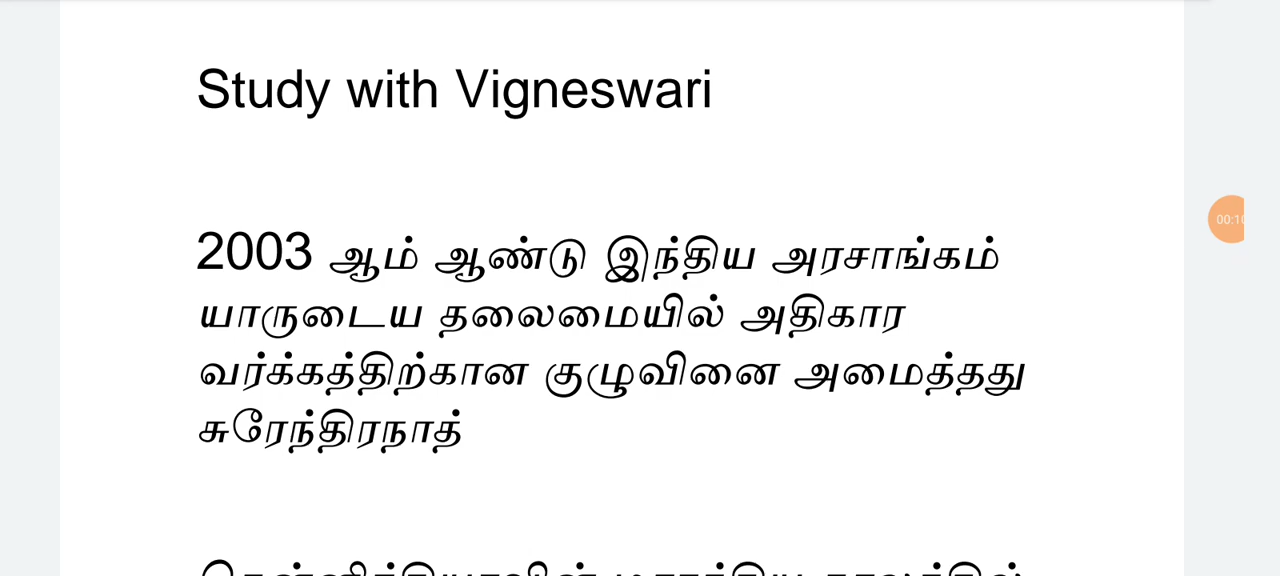 Study with Vigneswari
2003 ஆம் ஆண்டு இந்திய அரசாங்கம்
யாருடைய தலைமையில் அதிகார
வர்க்கத்திற்கான குழுவினை அமைத்தது
சுரேந்திரநாத்